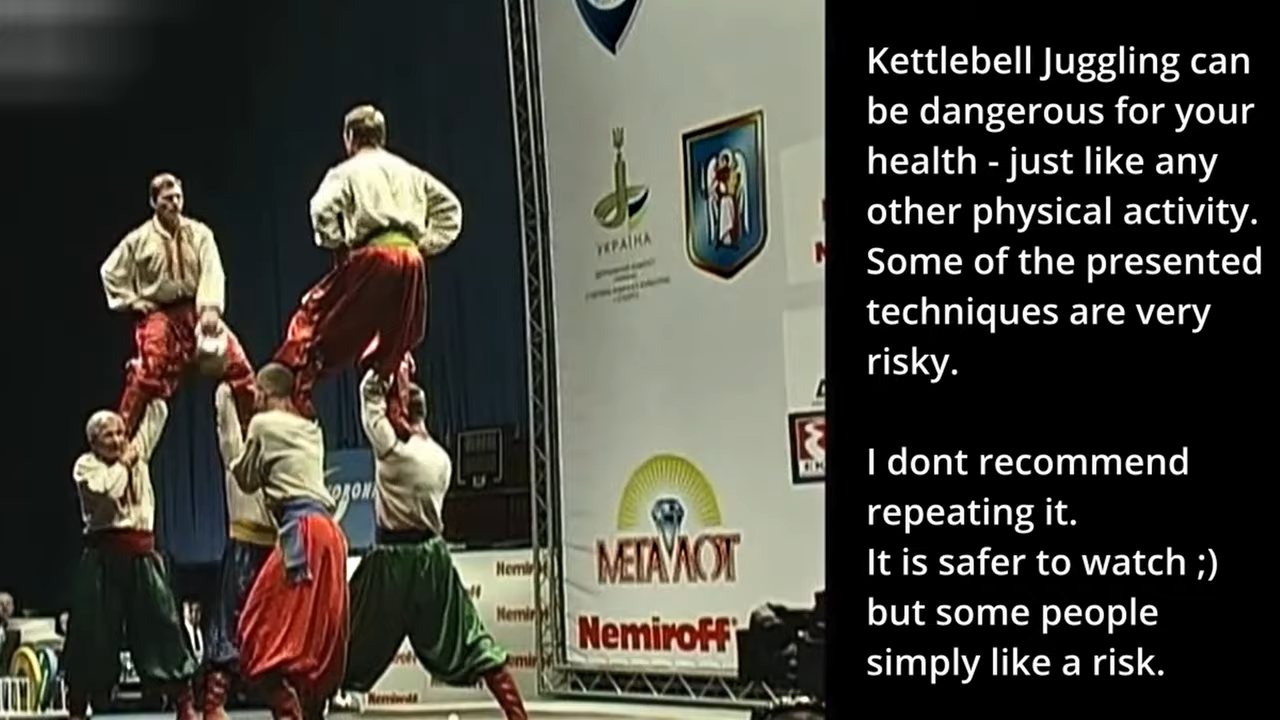 Kettlebell Juggling can
be dangerous for your
health - just like any
other physical activity.
Some of the presented
techniques are very
risky.
I dont recommend
repeating it.
It is safer to watch ;)
but some people
simply like a risk.
УКРАЇНА
МЕГАЛОТ
Nemiroff
Nemiroff